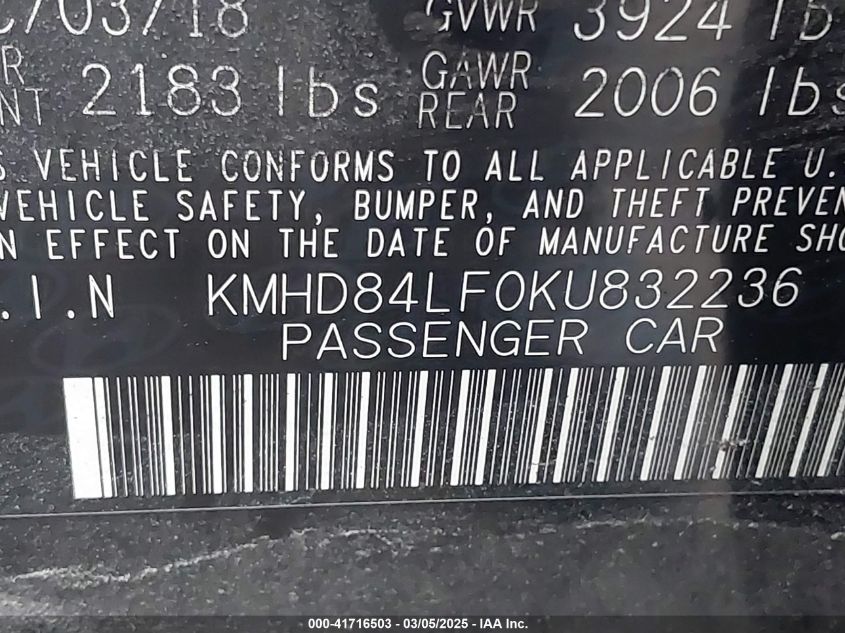 C/03/18 GVWR 3924 lb
R 2183 lbs GAWR 2006 lbs
NT REAR
S VEHICLE CONFORMS TO ALL APPLICABLE U.
VEHICLE SAFETY, BUMPER, AND THEFT PREVEN
N EFFECT ON THE DATE OF MANUFACTURE SHO
.I.N KMHD84LF0KU832236
PASSENGER CAR
000-41716503 — 03/05/2025 — IAA Inc.